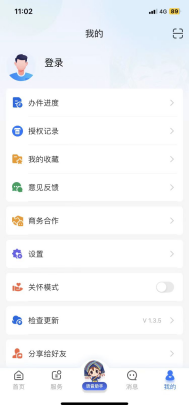 11:02
4G 89
我的
登录
办件进度
授权记录
我的收藏
意见反馈
商务合作
设置
关怀模式
检查更新
V 1.3.5
分享给好友
首页
服务
消息
我的